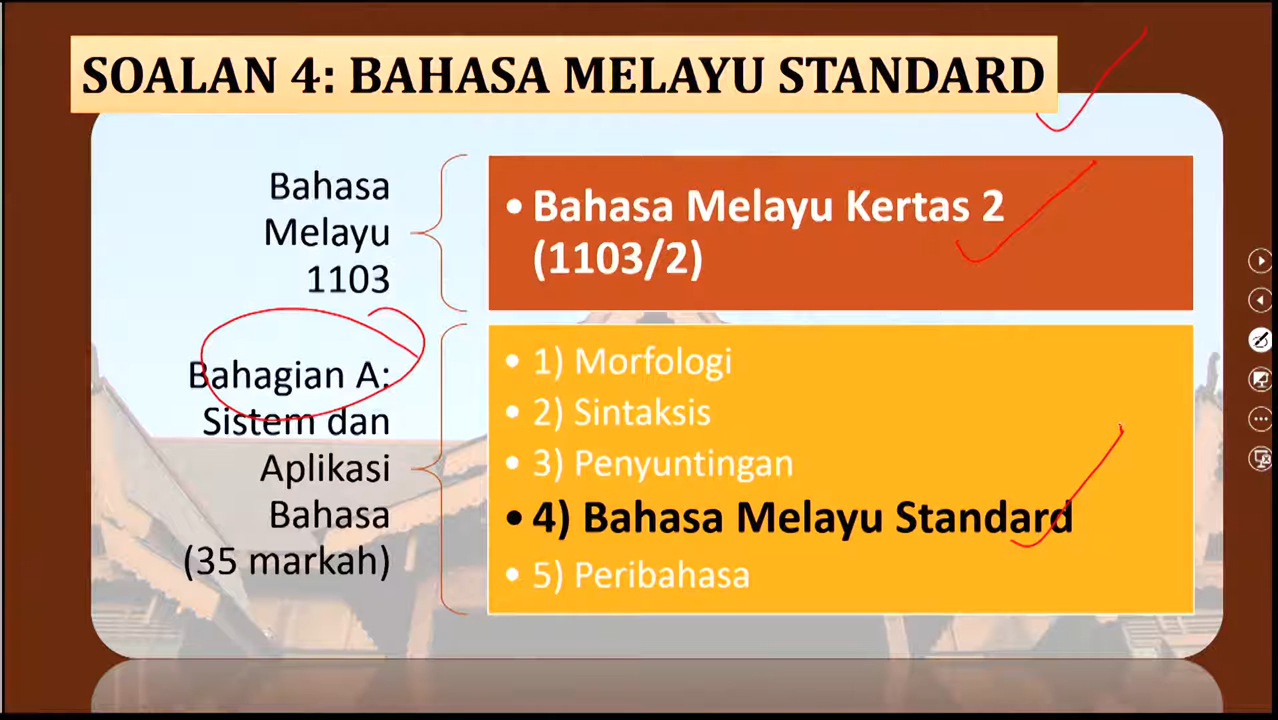 SOALAN 4: BAHASA MELAYU STANDARD
Bahasa
Melayu
1103
• Bahasa Melayu Kertas 2
(1103/2)
Bahagian A:
Sistem dan
Aplikasi
Bahasa
(35 markah)
• 1) Morfologi
• 2) Sintaksis
• 3) Penyuntingan
• 4) Bahasa Melayu Standard
• 5) Peribahasa